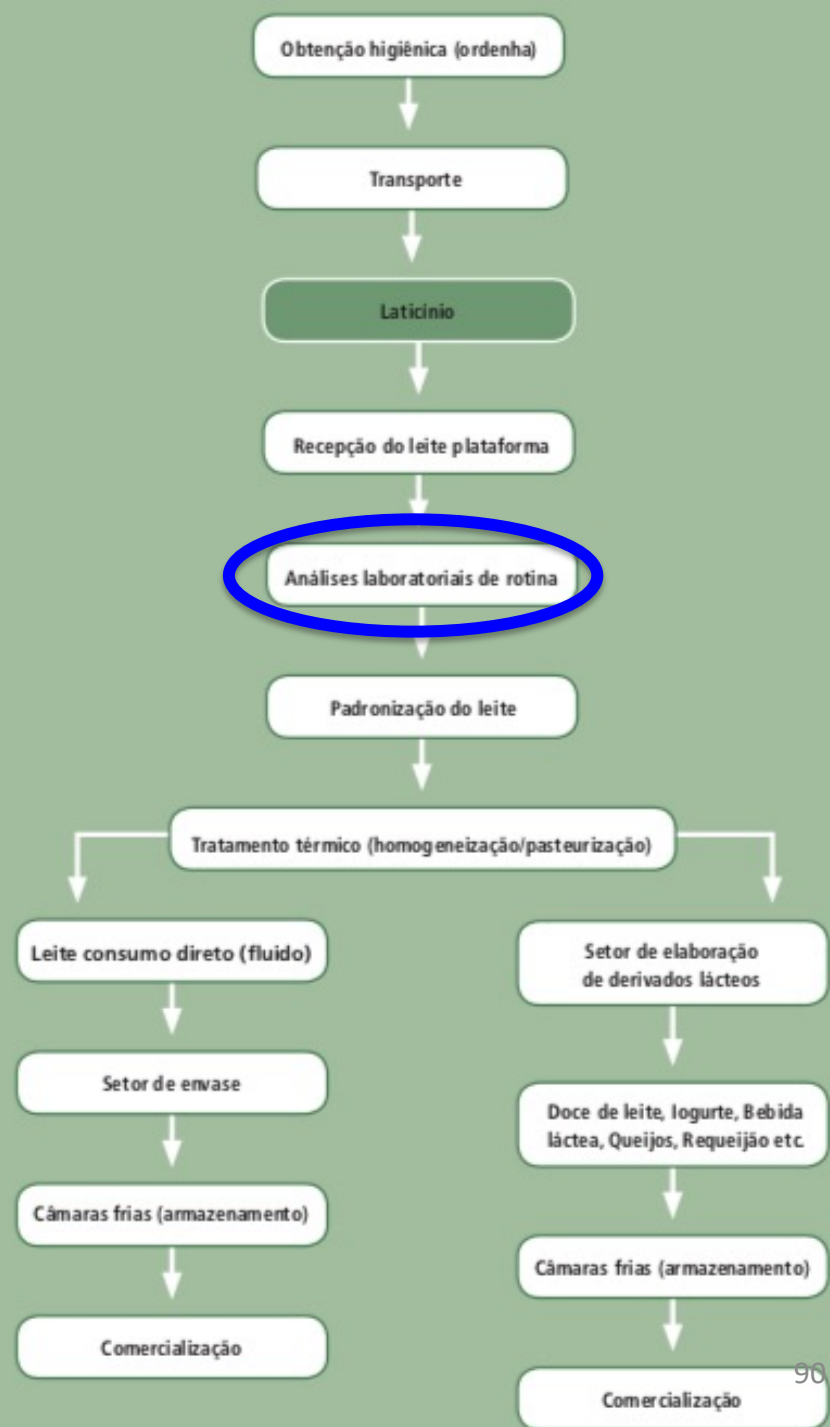 Obtenção higiênica (ordenha)
Transporte
Laticínio
Recepção do leite plataforma
Análises laboratoriais de rotina
Padronização do leite
Tratamento térmico (homogeneização/pasteurização)
Leite consumo direto (fluido)
Setor de envase
Câmaras frias (armazenamento)
Comercialização
Setor de elaboração
de derivados lácteos
Doce de leite, Iogurte, Bebida
láctea, Queijos, Requeijão etc.
Câmaras frias (armazenamento)
Comercialização
90